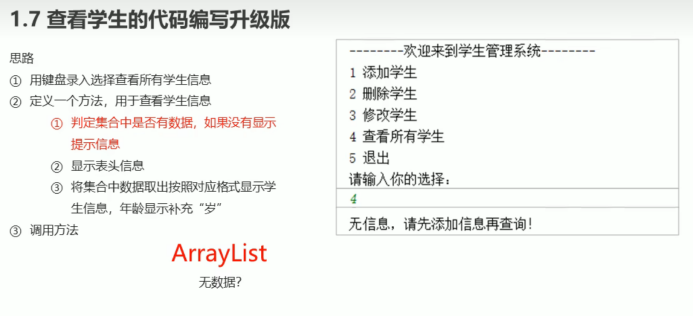 1.7 查看学生的代码编写升级版
思路
① 用键盘录入选择查看所有学生信息
② 定义一个方法，用于查看学生信息
① 判定集合中是否有数据，如果没有显示
提示信息
② 显示表头信息
③ 将集合中数据取出按照对应格式显示学
生信息，年龄显示补充“岁”
③ 调用方法
ArrayList
无数据?
--------欢迎来到学生管理系统--------
1 添加学生
2 删除学生
3 修改学生
4 查看所有学生
5 退出
请输入你的选择:
4
无信息，请先添加信息再查询!